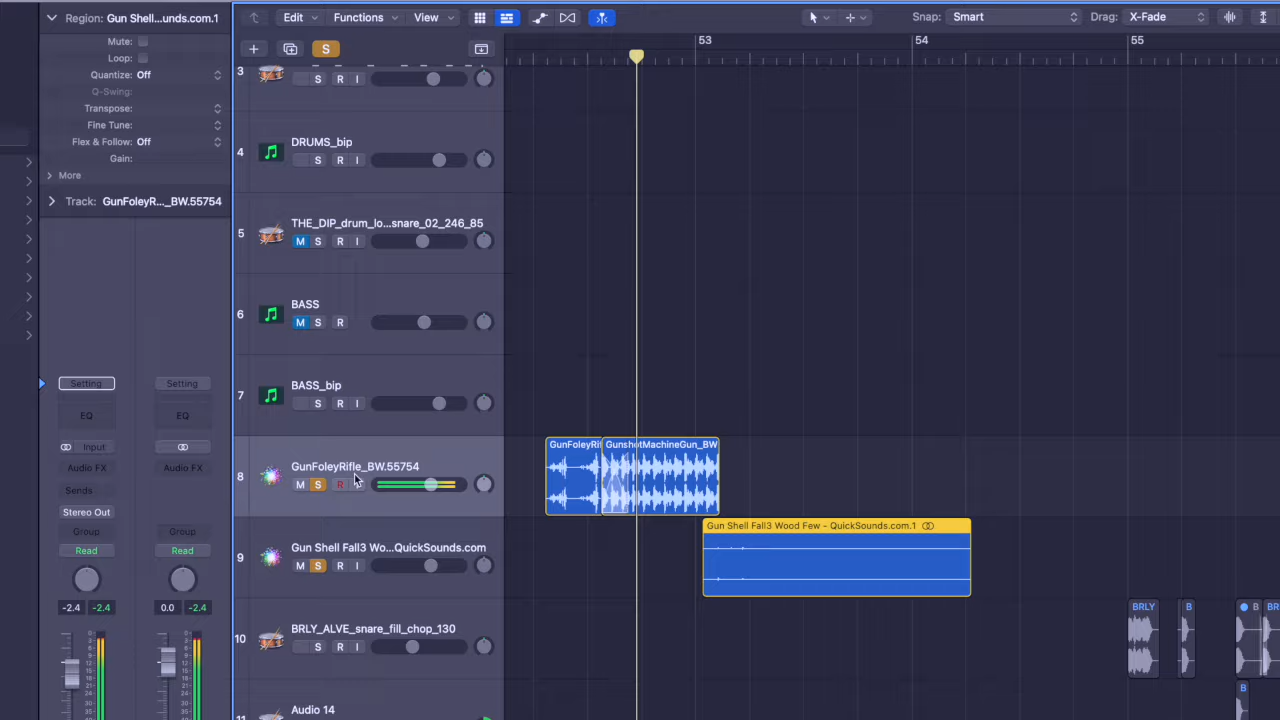 Region: Gun Shell...unds.com.1
Mute:
Loop:
Quantize: Off
Q-Swing:
Transpose:
Fine Tune:
Flex & Follow: Off
Gain:
More
Track: GunFoleyR..._BW.55754
Setting Setting
EQ EQ
Input
Audio FX Audio FX
Sends
Stereo Out
Group Group
Read Read
-2.4 -2.4 0.0 -2.4
Edit Functions View
Snap: Smart Drag: X-Fade
S
53 54 55
3
S R I
4 DRUMS_bip
S R I
5 THE_DIP_drum_lo...snare_02_246_85
M S R I
6 BASS
M S R
7 BASS_bip
S R I
8 GunFoleyRifle_BW.55754
M S R
9 Gun Shell Fall3 Wo...QuickSounds.com
M S R I
10 BRLY_ALVE_snare_fill_chop_130
S R I
11 Audio 14
GunFoleyRif GunshotMachineGun_BW
Gun Shell Fall3 Wood Few - QuickSounds.com.1
BRLY B B BR
B